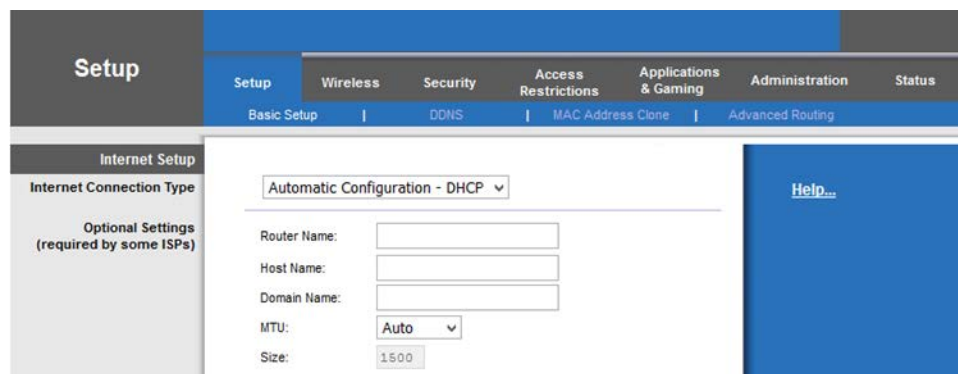 Setup
Setup Wireless Security Access Restrictions Applications & Gaming Administration Status
Basic Setup | DDNS | MAC Address Clone | Advanced Routing
Internet Setup
Internet Connection Type
Automatic Configuration - DHCP
Help...
Optional Settings
(required by some ISPs)
Router Name:
Host Name:
Domain Name:
MTU: Auto
Size: 1500